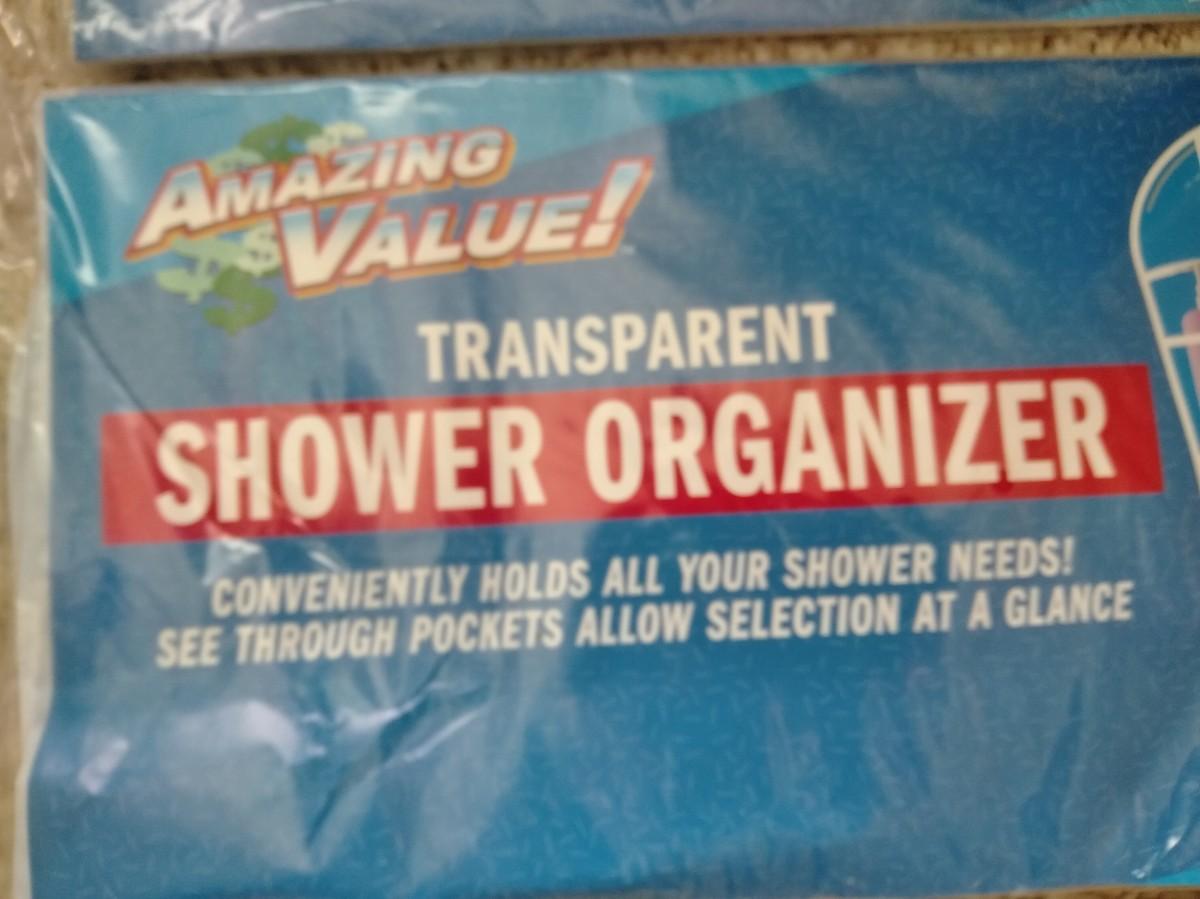 AMAZING
VALUE!
TRANSPARENT
SHOWER ORGANIZER
CONVENIENTLY HOLDS ALL YOUR SHOWER NEEDS!
SEE THROUGH POCKETS ALLOW SELECTION AT A GLANCE